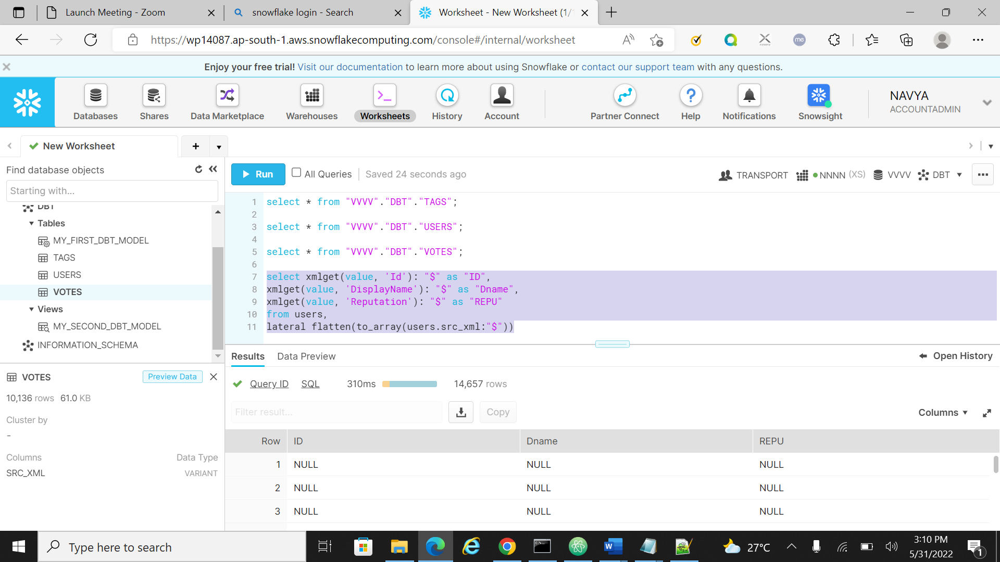 Launch Meeting - Zoom
snowflake login - Search
Worksheet - New Worksheet (1/
https://wp14087.ap-south-1.aws.snowflakecomputing.com/console#/internal/worksheet
me
Enjoy your free trial! Visit our documentation to learn more about using Snowflake or contact our support team with any questions.
Databases
Shares
Data Marketplace
Warehouses
Worksheets
History
Account
Partner Connect
Help
Notifications
Snowsight
NAVYA
ACCOUNTADMIN
New Worksheet
Find database objects
Starting with...
DBT
Tables
MY_FIRST_DBT_MODEL
TAGS
USERS
VOTES
Views
MY_SECOND_DBT_MODEL
INFORMATION_SCHEMA
VOTES
Preview Data
10,136 rows 61.0 KB
Cluster by
-
Columns Data Type
SRC_XML VARIANT
Run
All Queries
Saved 24 seconds ago
TRANSPORT
NNNN (XS)
VVVV
DBT
1 select * from "VVVV"."DBT"."TAGS";
2
3 select * from "VVVV"."DBT"."USERS";
4
5 select * from "VVVV"."DBT"."VOTES";
6
7 select xmlget(value, 'Id'): "$" as "ID",
8 xmlget(value, 'DisplayName'): "$" as "Dname",
9 xmlget(value, 'Reputation'): "$" as "REPU"
10 from users,
11 lateral flatten(to_array(users.src_xml:"$"))
Results
Data Preview
Open History
Query ID SQL 310ms 14,657 rows
Filter result...
Copy
Columns
Row ID Dname REPU
1 NULL NULL NULL
2 NULL NULL NULL
3 NULL NULL NULL
Type here to search
27°C
3:10 PM
5/31/2022
1